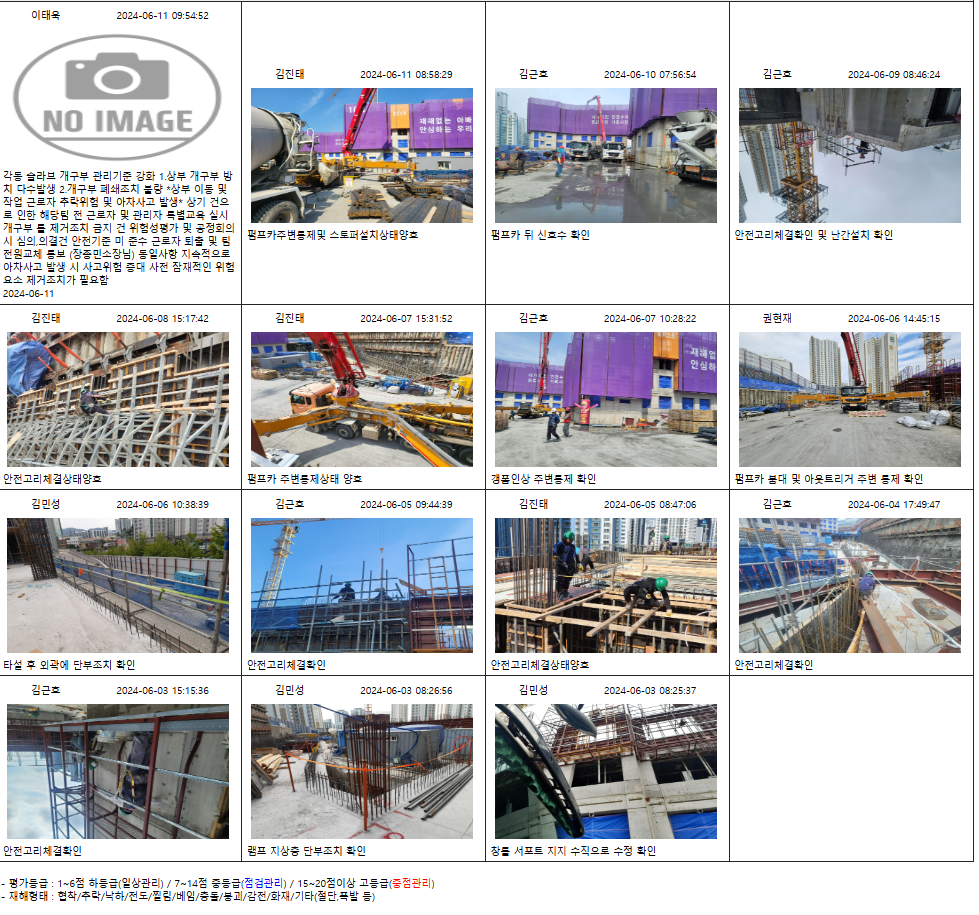 이태욱 2024-06-11 09:54:52
NO IMAGE
각동 슬라브 개구부 관리기준 강화 1.상부 개구부 방
치 다수발생 2.개구부 폐쇄조치 불량 *상부 이동 및
작업 근로자 추락위험 및 아차사고 발생* 상기 건으
로 인한 해당팀 전 근로자 및 관리자 특별교육 실시
개구부 를 제거조치 금지 건 위험성평가 및 공정회의
시 심의,의결건 안전기준 미 준수 근로자 퇴출 및 팀
전원교체 통보 (장종민소장님) 동일사항 지속적으로
아차사고 발생 시 사고위험 증대 사전 잠재적인 위험
요소 제거조치가 필요함
2024-06-11
김진태 2024-06-11 08:58:29
재해없는 아빠
안심하는 우리
펌프카주변통제및 스토퍼설치상태양호
김근호 2024-06-10 07:56:54
펌프카 뒤 신호수 확인
김근호 2024-06-09 08:46:24
안전고리체결확인 및 난간설치 확인
김진태 2024-06-08 15:17:42
안전고리체결상태양호
김진태 2024-06-07 15:31:52
펌프카 주변통제상태 양호
김근호 2024-06-07 10:28:22
재해없
안심하
갱폼인상 주변통제 확인
권현재 2024-06-06 14:45:15
펌프카 붐대 및 아웃트리거 주변 통제 확인
김민성 2024-06-06 10:38:39
타설 후 외곽에 단부조치 확인
김근호 2024-06-05 09:44:39
안전고리체결확인
김진태 2024-06-05 08:47:06
안전고리체결상태양호
김근호 2024-06-04 17:49:47
안전고리체결확인
김근호 2024-06-03 15:15:36
안전고리체결확인
김민성 2024-06-03 08:26:56
램프 지상층 단부조치 확인
김민성 2024-06-03 08:25:37
창틀 서포트 지지 수직으로 수정 확인
- 평가등급 : 1~6점 하등급(일상관리) / 7~14점 중등급(점검관리) / 15~20점이상 고등급(중점관리)
- 재해형태 : 협착/추락/낙하/전도/찔림/베임/충돌/붕괴/감전/화재/기타(절단,폭발 등)